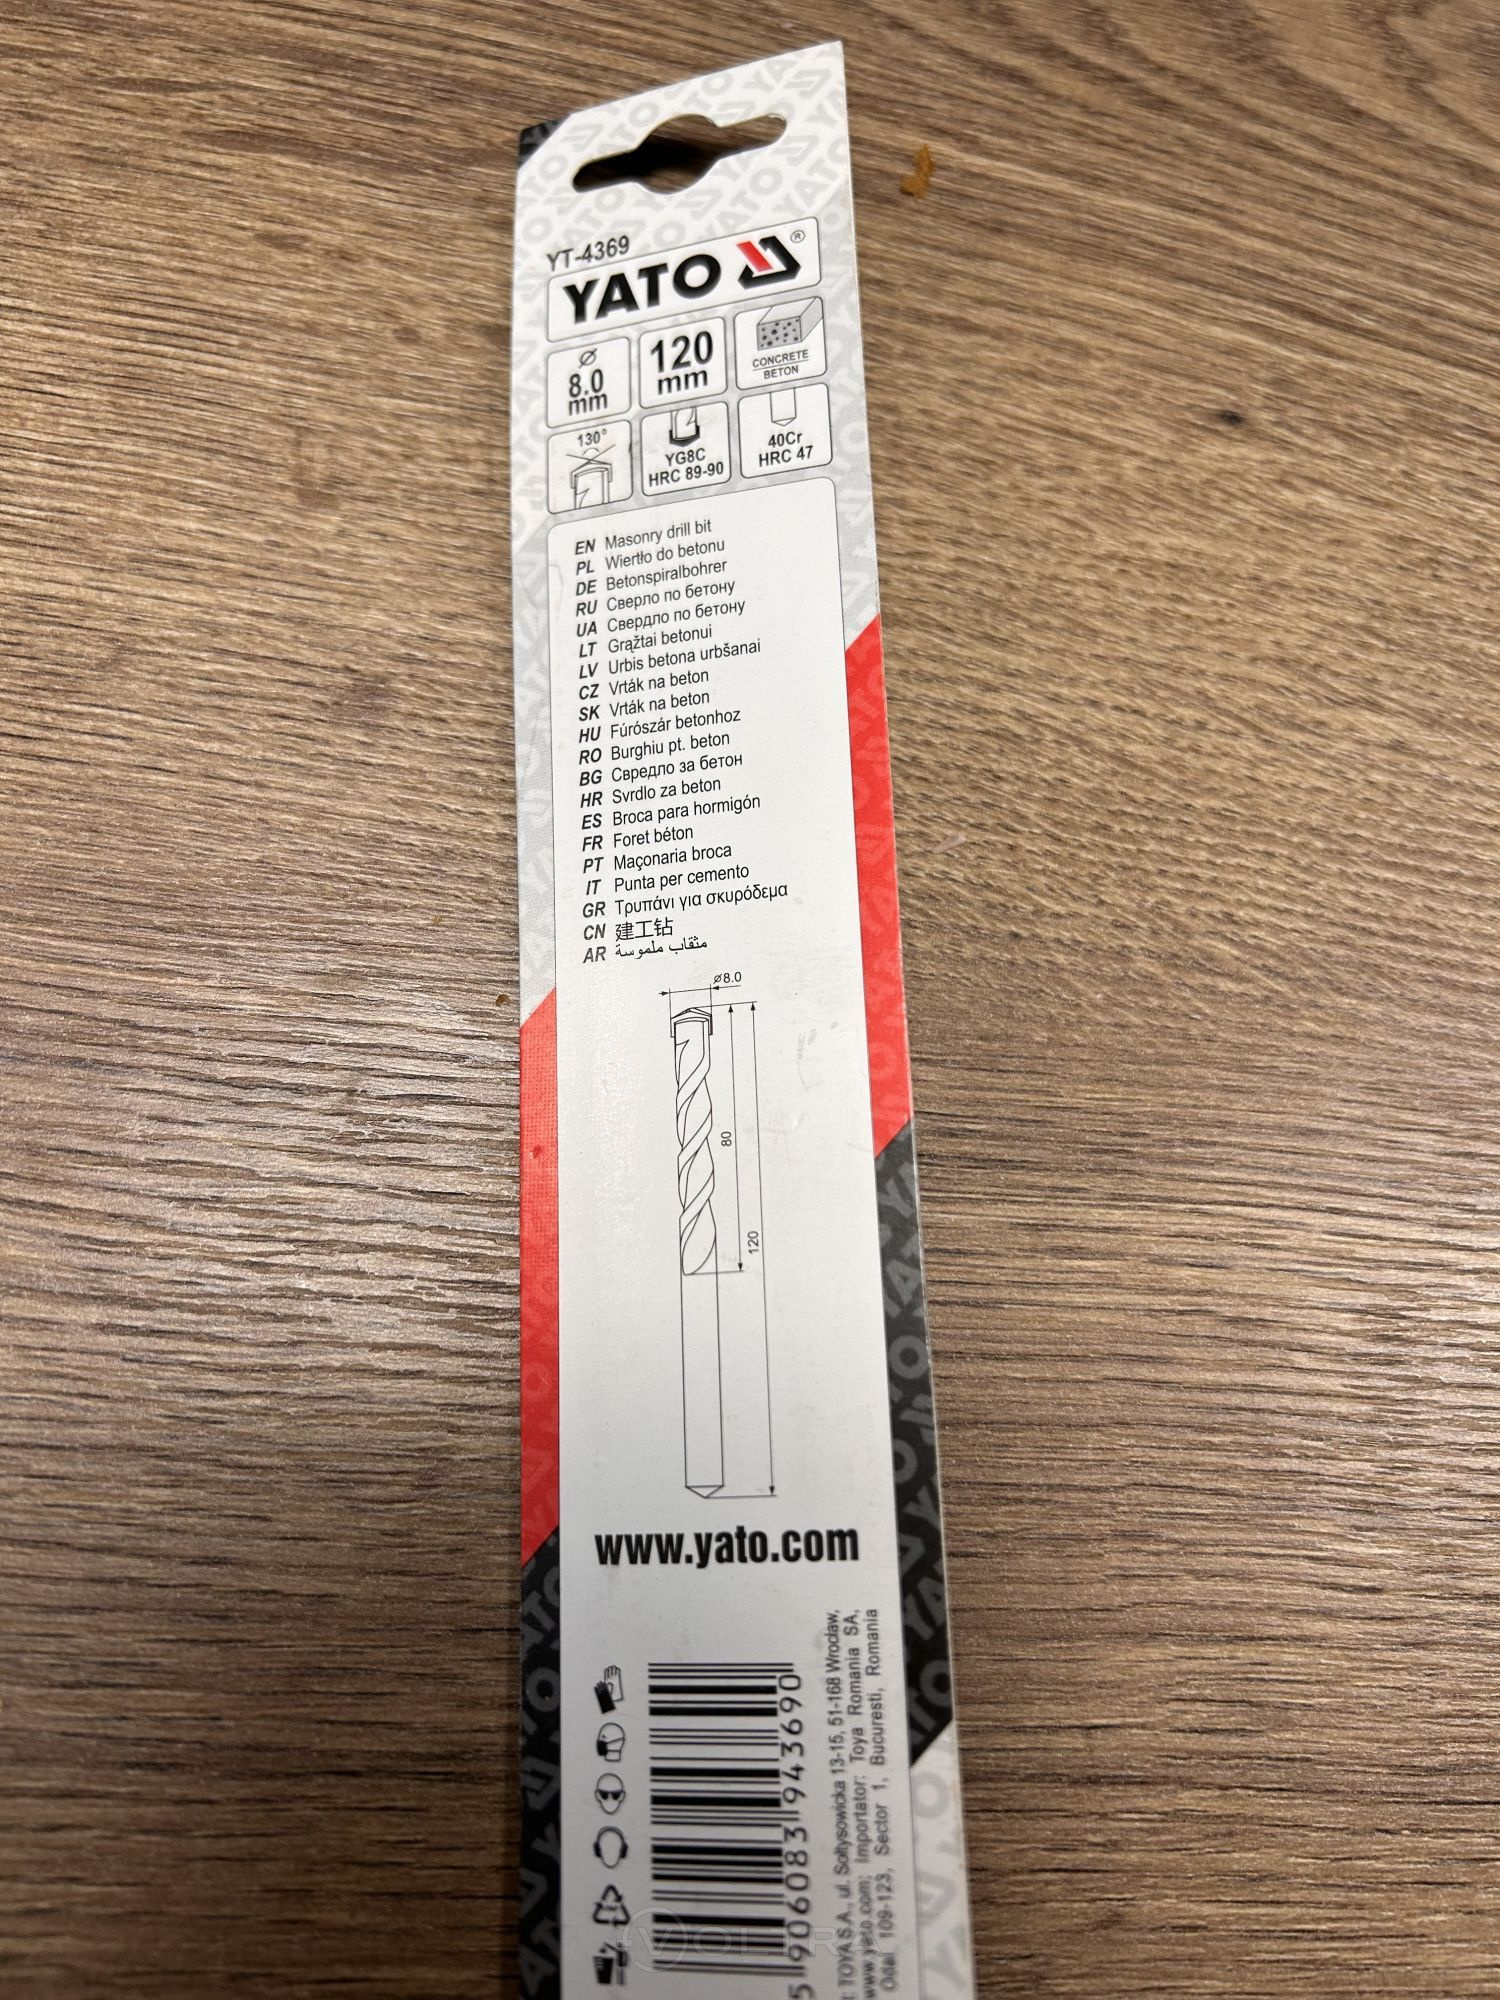 YT-4369
YATO ®
Ø
8.0
mm
120
mm
CONCRETE
BETON
130°
YG8C
HRC 89-90
40Cr
HRC 47
EN Masonry drill bit
PL Wiertło do betonu
DE Betonspiralbohrer
RU Сверло по бетону
UA Свердло по бетону
LT Grąžtai betonui
LV Urbis betona urbšanai
CZ Vrták na beton
SK Vrták na beton
HU Fúrószár betonhoz
RO Burghiu pt. beton
BG Свредло за бетон
HR Svrdlo za beton
ES Broca para hormigón
FR Foret béton
PT Maçonaria broca
IT Punta per cemento
GR Τρυπάνι για σκυρόδεμα
CN 建工钻
AR مثقاب ملموسة
ø8.0
80
120
www.yato.com
5 906083 943690
TOYA S.A., ul. Sołtysowicka 13-15, 51-168 Wrocław,
www.yato.com; Importator: Toya Romania SA,
Odai 109-123, Sector 1, Bucuresti, Romania